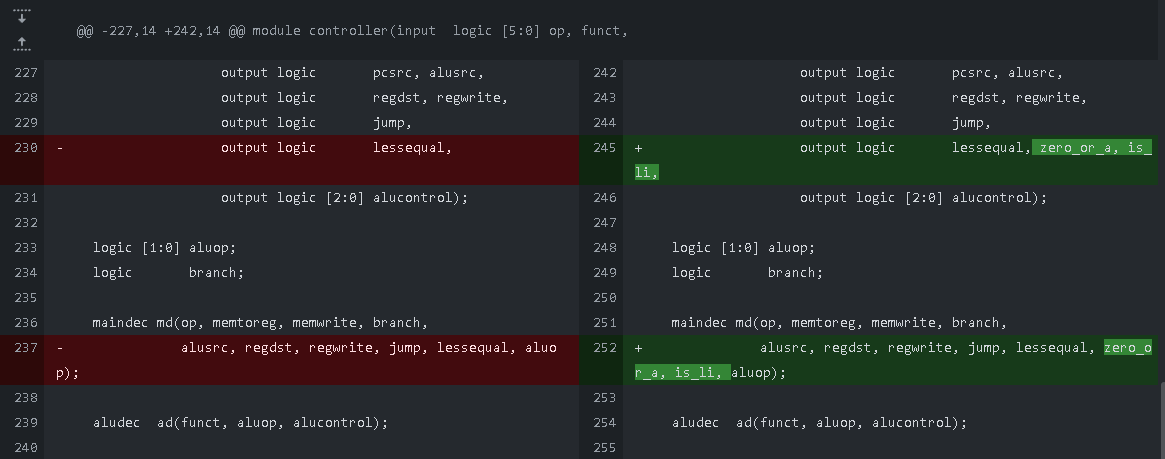 @@ -227,14 +242,14 @@ module controller(input  logic [5:0] op, funct,
227                     output logic       pcsrc, alusrc,
228                     output logic       regdst, regwrite,
229                     output logic       jump,
230 -                   output logic       lessequal,
231                     output logic [2:0] alucontrol);
232
233     logic [1:0] aluop;
234     logic       branch;
235
236     maindec md(op, memtoreg, memwrite, branch,
237 -              alusrc, regdst, regwrite, jump, lessequal, aluo
p);
238
239     aludec  ad(funct, aluop, alucontrol);
240
242                     output logic       pcsrc, alusrc,
243                     output logic       regdst, regwrite,
244                     output logic       jump,
245 +                   output logic       lessequal, zero_or_a, is_
li,
246                     output logic [2:0] alucontrol);
247
248     logic [1:0] aluop;
249     logic       branch;
250
251     maindec md(op, memtoreg, memwrite, branch,
252 +              alusrc, regdst, regwrite, jump, lessequal, zero_o
r_a, is_li, aluop);
253
254     aludec  ad(funct, aluop, alucontrol);
255